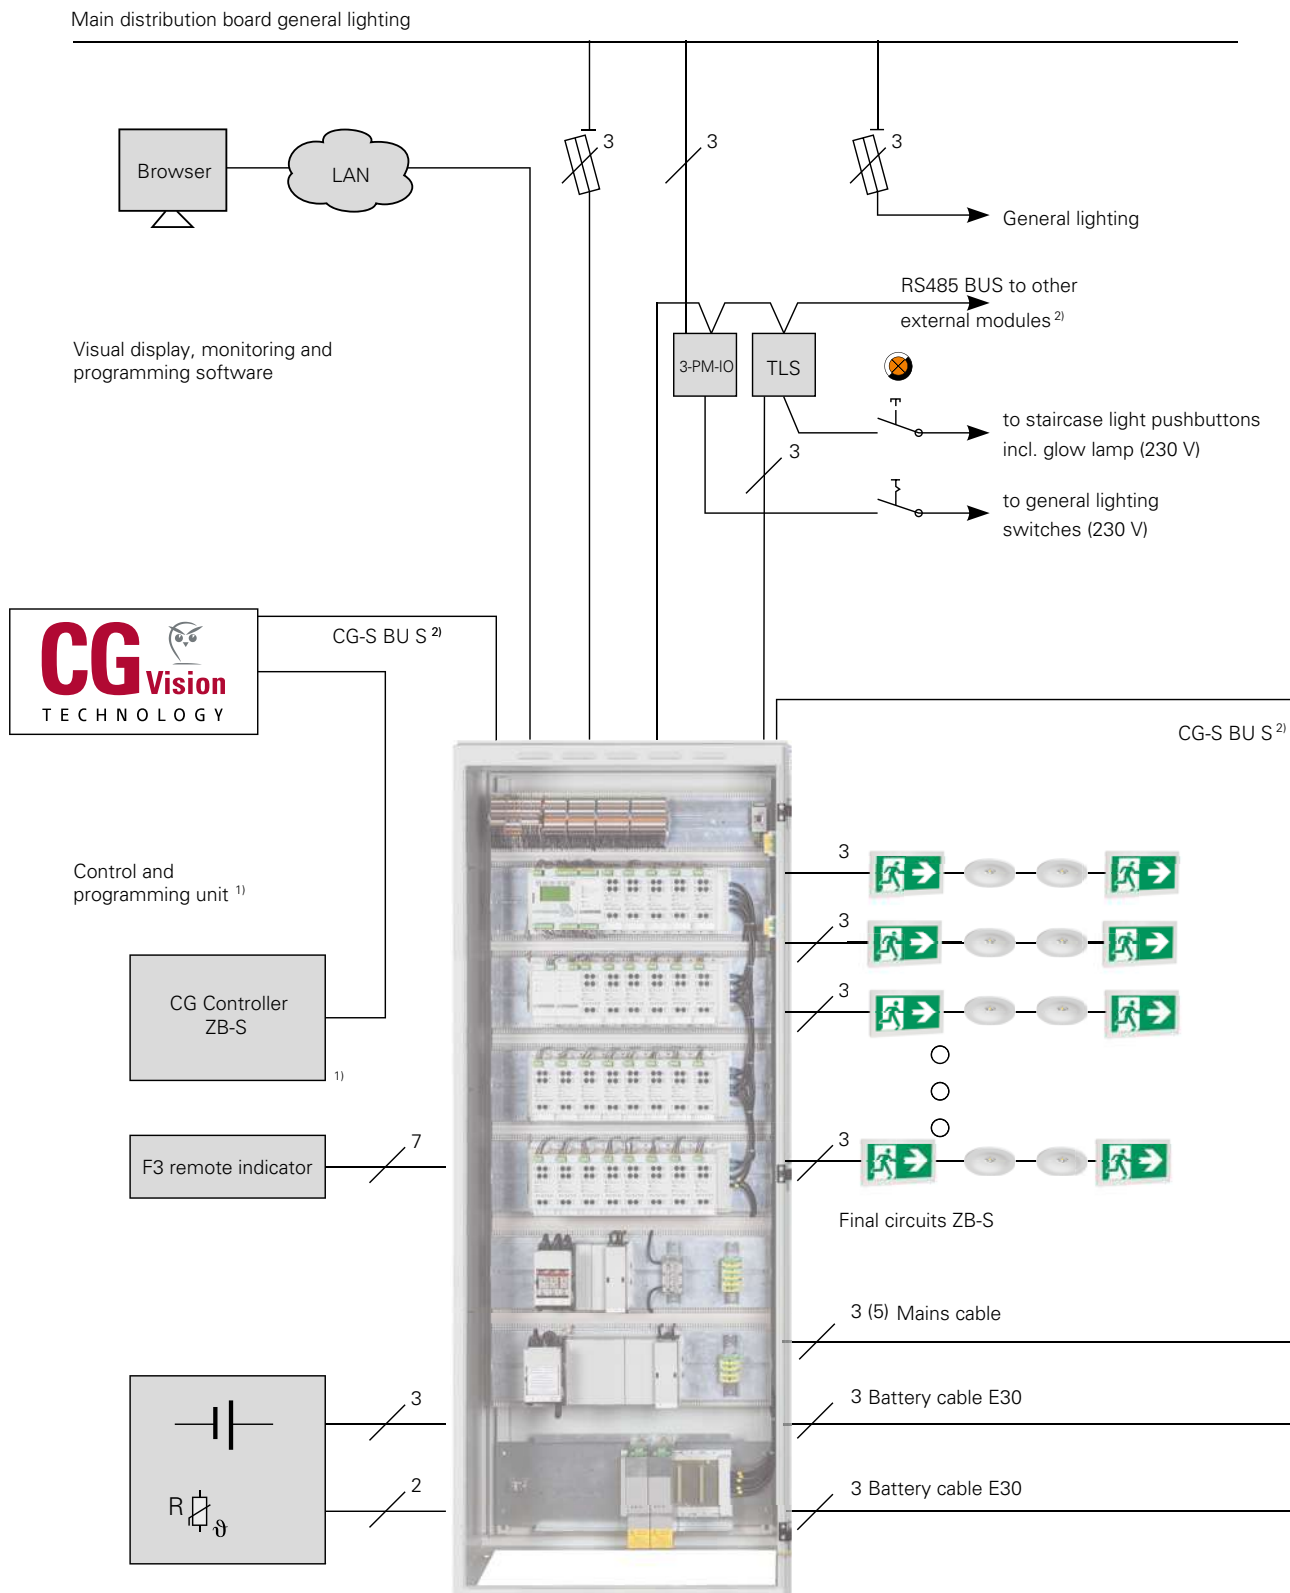 Main distribution board general lighting
3
3
3
Browser
LAN
General lighting
RS485 BUS to other
external modules 2)
Visual display, monitoring and
programming software
3-PM-IO
TLS
to staircase light pushbuttons
incl. glow lamp (230 V)
3
to general lighting
switches (230 V)
CG
Vision
TECHNOLOGY
CG-S BU S 2)
CG-S BU S 2)
Control and
programming unit 1)
3
3
3
CG Controller
ZB-S
1)
F3 remote indicator
7
3
Final circuits ZB-S
3 (5) Mains cable
3
3 Battery cable E30
2
3 Battery cable E30
R
ϑ